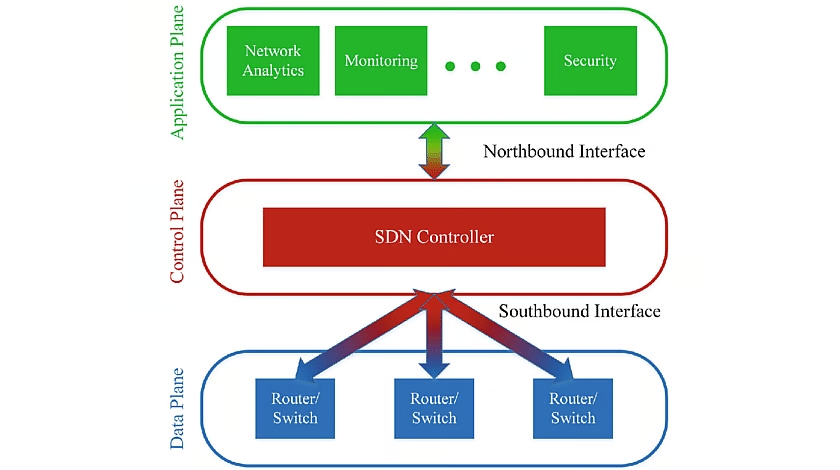 Application Plane
Network
Analytics
Monitoring
Security
Northbound Interface
Control Plane
SDN Controller
Southbound Interface
Data Plane
Router/
Switch
Router/
Switch
Router/
Switch